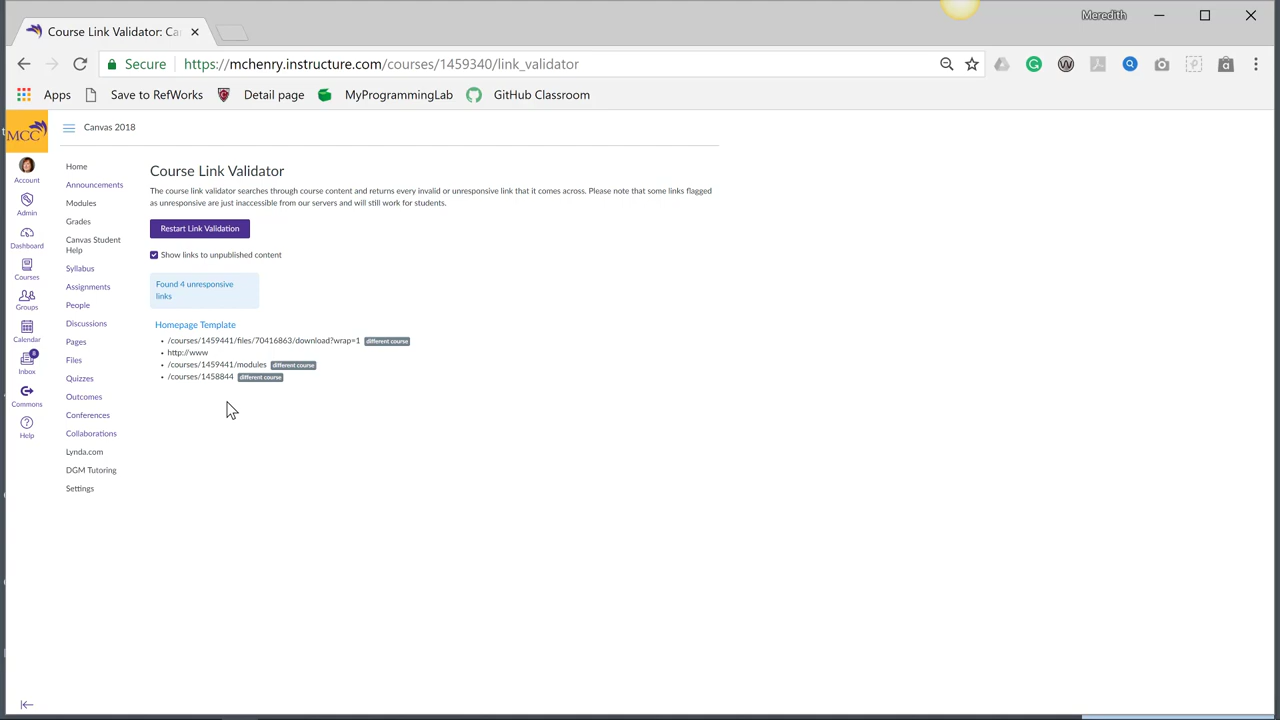 Meredith
Course Link Validator: Ca
Secure https://mchenry.instructure.com/courses/1459340/link_validator
Apps Save to RefWorks Detail page MyProgrammingLab GitHub Classroom
MCC
Canvas 2018
Account
Admin
Dashboard
Courses
Groups
Calendar
8
Inbox
Commons
Help
Home
Announcements
Modules
Grades
Canvas Student
Help
Syllabus
Assignments
People
Discussions
Pages
Files
Quizzes
Outcomes
Conferences
Collaborations
Lynda.com
DGM Tutoring
Settings
Course Link Validator
The course link validator searches through course content and returns every invalid or unresponsive link that it comes across. Please note that some links flagged
as unresponsive are just inaccessible from our servers and will still work for students.
Restart Link Validation
Show links to unpublished content
Found 4 unresponsive
links
Homepage Template
• /courses/1459441/files/70416863/download?wrap=1 different course
• http://www
• /courses/1459441/modules different course
• /courses/1458844 different course